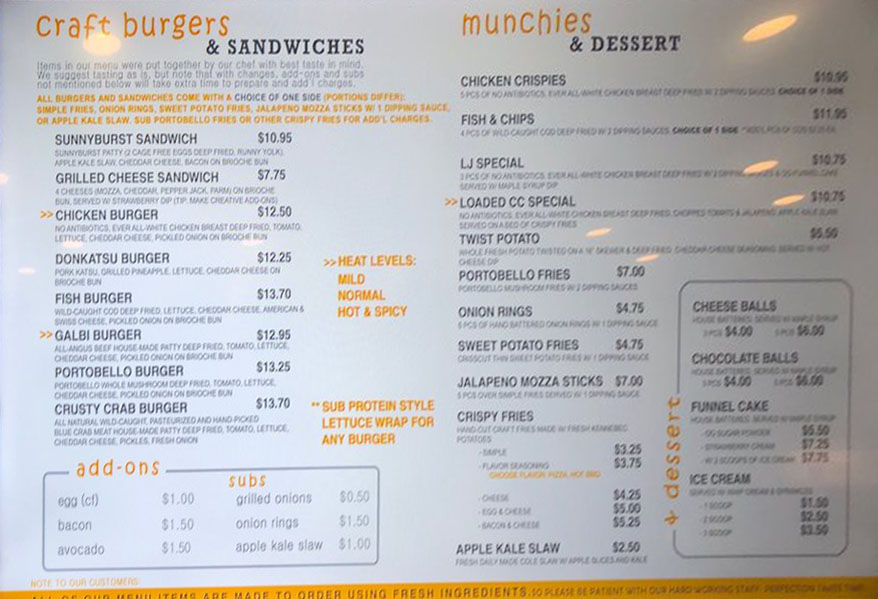 craft burgers
& SANDWICHES
Items in our menu were put together by our chef with best taste in mind.
We suggest tasting as is, but note that with changes, add-ons and subs
not mentioned below will take extra time to prepare and add'l charges.
ALL BURGERS AND SANDWICHES COME WITH A CHOICE OF ONE SIDE (PORTIONS DIFFER):
SIMPLE FRIES, ONION RINGS, SWEET POTATO FRIES, JALAPENO MOZZA STICKS W/ 1 DIPPING SAUCE,
OR APPLE KALE SLAW. SUB PORTOBELLO FRIES OR OTHER CRISPY FRIES FOR ADD'L CHARGES.
SUNNYBURST SANDWICH $10.95
SUNNYBURST PATTY (2 CAGE FREE EGGS DEEP FRIED, RUNNY YOLK),
APPLE KALE SLAW, CHEDDAR CHEESE, BACON ON BRIOCHE BUN
GRILLED CHEESE SANDWICH $7.75
4 CHEESES (MOZZA, CHEDDAR, PEPPER JACK, PARM) ON BRIOCHE
BUN, SERVED W/ STRAWBERRY DIP (TIP: MAKE CREATIVE ADD-ONS)
>> CHICKEN BURGER $12.50
NO ANTIBIOTICS, EVER ALL-WHITE CHICKEN BREAST DEEP FRIED, TOMATO,
LETTUCE, CHEDDAR CHEESE, PICKLED ONION ON BRIOCHE BUN
DONKATSU BURGER $12.25
PORK KATSU, GRILLED PINEAPPLE, LETTUCE, CHEDDAR CHEESE ON
BRIOCHE BUN
FISH BURGER $13.70
WILD-CAUGHT COD DEEP FRIED, LETTUCE, CHEDDAR CHEESE, AMERICAN &
SWISS CHEESE, PICKLED ONION ON BRIOCHE BUN
>> GALBI BURGER $12.95
ALL-ANGUS BEEF HOUSE-MADE PATTY DEEP FRIED, TOMATO, LETTUCE,
CHEDDAR CHEESE, PICKLED ONION ON BRIOCHE BUN
PORTOBELLO BURGER $13.25
PORTOBELLO WHOLE MUSHROOM DEEP FRIED, TOMATO, LETTUCE,
CHEDDAR CHEESE, PICKLED ONION ON BRIOCHE BUN
CRUSTY CRAB BURGER $13.70
ALL NATURAL WILD-CAUGHT, PASTEURIZED AND HAND-PICKED
BLUE CRAB MEAT HOUSE-MADE PATTY DEEP FRIED, TOMATO, LETTUCE,
CHEDDAR CHEESE, PICKLES, FRESH ONION
>> HEAT LEVELS:
MILD
NORMAL
HOT & SPICY
** SUB PROTEIN STYLE
LETTUCE WRAP FOR
ANY BURGER
add-ons
egg (cf) $1.00
bacon $1.50
avocado $1.50
subs
grilled onions $0.50
onion rings $1.50
apple kale slaw $1.00
munchies
& DESSERT
CHICKEN CRISPIES $10.95
5 PCS OF NO ANTIBIOTICS, EVER ALL-WHITE CHICKEN BREAST DEEP FRIED W/ 2 DIPPING SAUCES. CHOICE OF 1 SIDE
FISH & CHIPS $11.95
4 PCS OF WILD-CAUGHT COD DEEP FRIED W/ 2 DIPPING SAUCES. CHOICE OF 1 SIDE
LJ SPECIAL $10.75
3 PCS OF NO ANTIBIOTICS, EVER ALL-WHITE CHICKEN BREAST DEEP FRIED W/ 2 DIPPING SAUCES & FUNNEL CAKE
SERVED W/ MAPLE SYRUP DIP
>> LOADED CC SPECIAL $10.75
NO ANTIBIOTICS, EVER ALL-WHITE CHICKEN BREAST DEEP FRIED, CHOPPED TOMATO & JALAPENO, APPLE KALE SLAW
SERVED ON A BED OF CRISPY FRIES
TWIST POTATO $5.50
WHOLE FRESH POTATO TWISTED ON A 16" SKEWER & DEEP FRIED. CHEDDAR CHEESE SEASONING. SERVED W/ HOT
CHEESE DIP
PORTOBELLO FRIES $7.00
PORTOBELLO MUSHROOM FRIES W/ 2 DIPPING SAUCES
ONION RINGS $4.75
PCS OF HAND BATTERED ONION RINGS W/ 1 DIPPING SAUCE
SWEET POTATO FRIES $4.75
CRISSCUT THIN SWEET POTATO FRIES W/ 1 DIPPING SAUCE
JALAPENO MOZZA STICKS $7.00
5 PCS OVER SIMPLE FRIES SERVED W/ 1 DIPPING SAUCE
CRISPY FRIES
HAND-CUT CRAFT FRIES MADE W/ FRESH KENNEBEC
POTATOES
- SIMPLE $3.25
- FLAVOR SEASONING $3.75
CHOOSE FLAVOR: PIZZA, HOT BBQ
- CHEESE $4.25
- EGG & CHEESE $5.00
- BACON & CHEESE $5.25
APPLE KALE SLAW $2.50
FRESH DAILY MADE COLE SLAW W/ APPLE SLICES AND KALE
& dessert
CHEESE BALLS
HOUSE BATTERED. SERVED W/ MAPLE SYRUP
3 PCS $4.00 5 PCS $6.00
CHOCOLATE BALLS
HOUSE BATTERED. SERVED W/ MAPLE SYRUP
3 PCS $4.00 5 PCS $6.00
FUNNEL CAKE
HOUSE BATTERED. SERVED W/ MAPLE SYRUP
- OG SUGAR POWDER $5.50
- STRAWBERRY CREAM $7.25
- W/ 2 SCOOPS OF ICE CREAM $7.75
ICE CREAM
SERVED W/ WHIP CREAM & SPRINKLES
- 1 SCOOP $1.50
- 2 SCOOP $2.50
- 3 SCOOP $3.50
NOTE TO OUR CUSTOMERS:
ALL OF OUR MENU ITEMS ARE MADE TO ORDER USING FRESH INGREDIENTS. SO PLEASE BE PATIENT WITH OUR HARD WORKING STAFF. PERFECTION TAKES TIME!